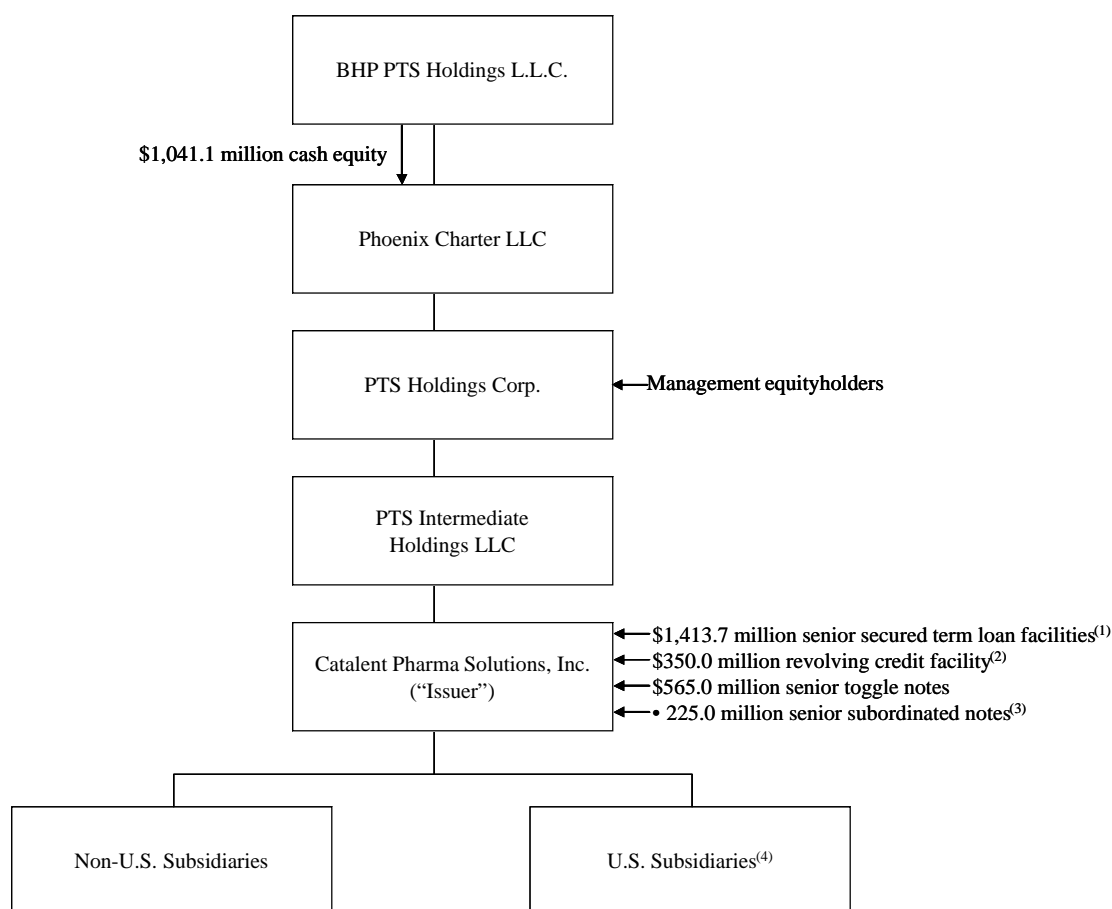 BHP PTS Holdings L.L.C.
$1,041.1 million cash equity
Phoenix Charter LLC
PTS Holdings Corp.
Management equityholders
PTS Intermediate
Holdings LLC
Catalent Pharma Solutions, Inc.
(“Issuer”)
$1,413.7 million senior secured term loan facilities(1)
$350.0 million revolving credit facility(2)
$565.0 million senior toggle notes
• 225.0 million senior subordinated notes(3)
Non-U.S. Subsidiaries
U.S. Subsidiaries(4)